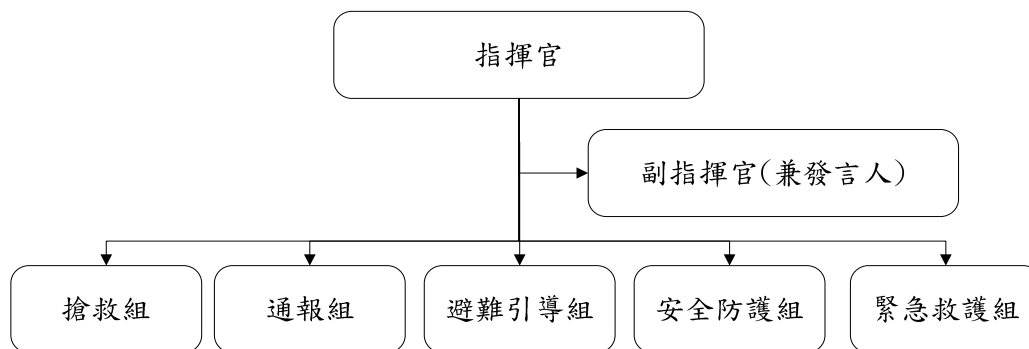 指揮官
副指揮官(兼發言人)
搶救組
通報組
避難引導組
安全防護組
緊急救護組